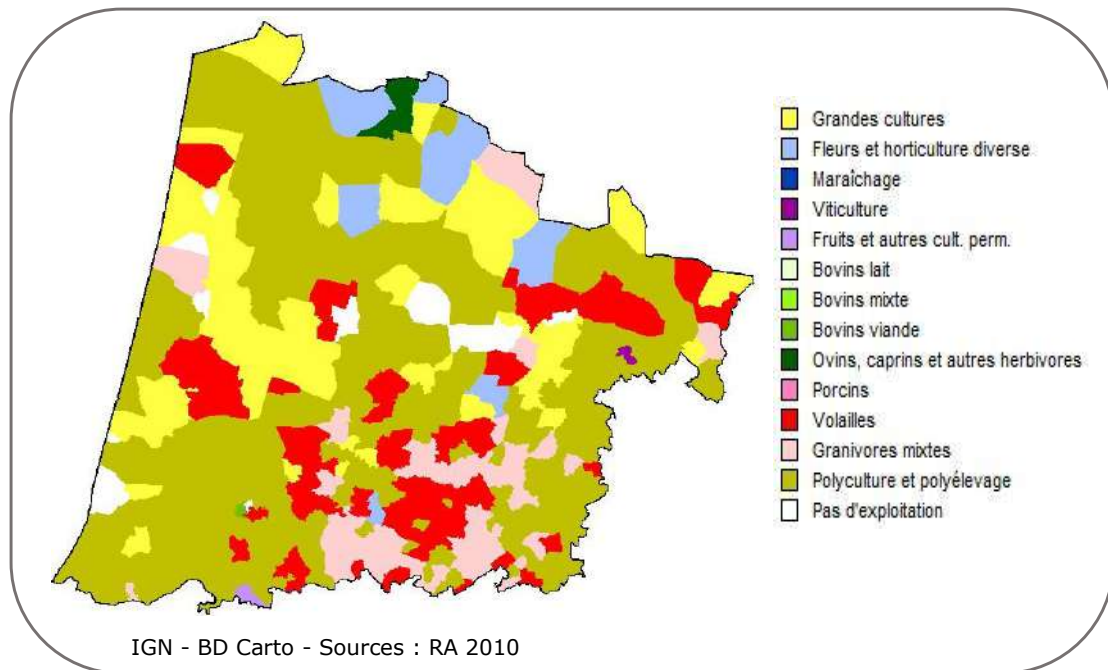 Grandes cultures
Fleurs et horticulture diverse
Maraîchage
Viticulture
Fruits et autres cult. perm.
Bovins lait
Bovins mixte
Bovins viande
Ovins, caprins et autres herbivores
Porcins
Volailles
Granivores mixtes
Polyculture et polyélevage
Pas d'exploitation
IGN - BD Carto - Sources : RA 2010